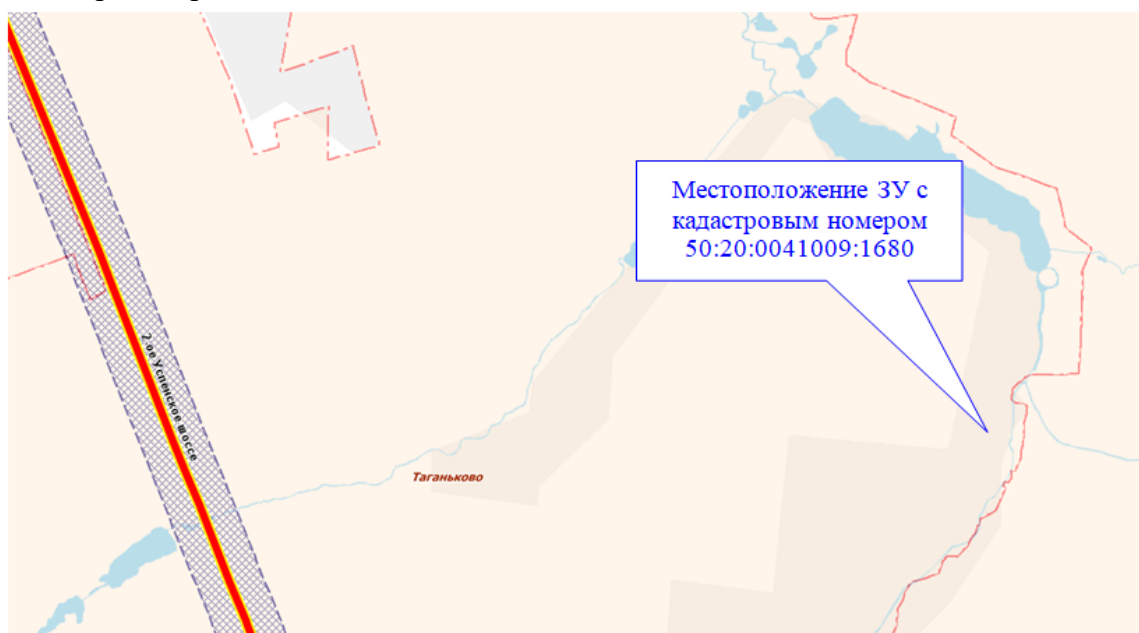 Местоположение ЗУ с
кадастровым номером
50:20:0041009:1680
2-ое Успенское шоссе
Таганьково